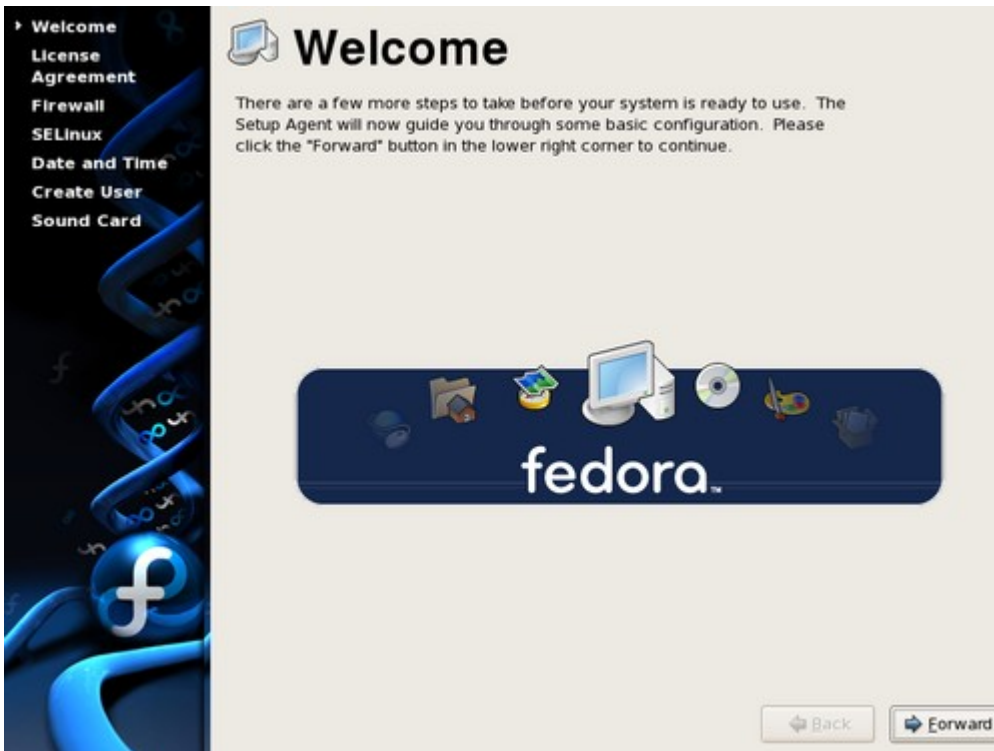 Welcome
License
Agreement
Firewall
SELinux
Date and Time
Create User
Sound Card
Welcome
There are a few more steps to take before your system is ready to use. The
Setup Agent will now guide you through some basic configuration. Please
click the "Forward" button in the lower right corner to continue.
fedora™
Back
Forward